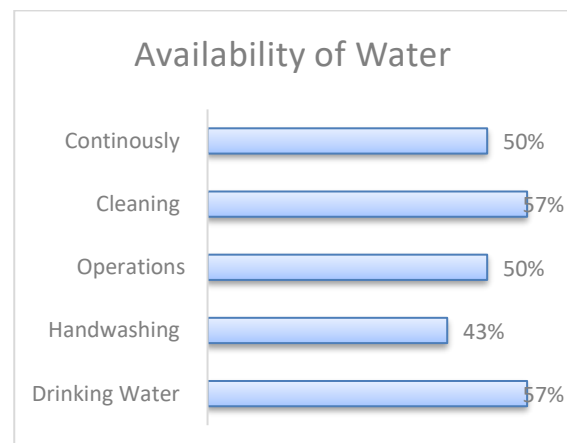 Availability of Water
Continously 50%
Cleaning 57%
Operations 50%
Handwashing 43%
Drinking Water 57%